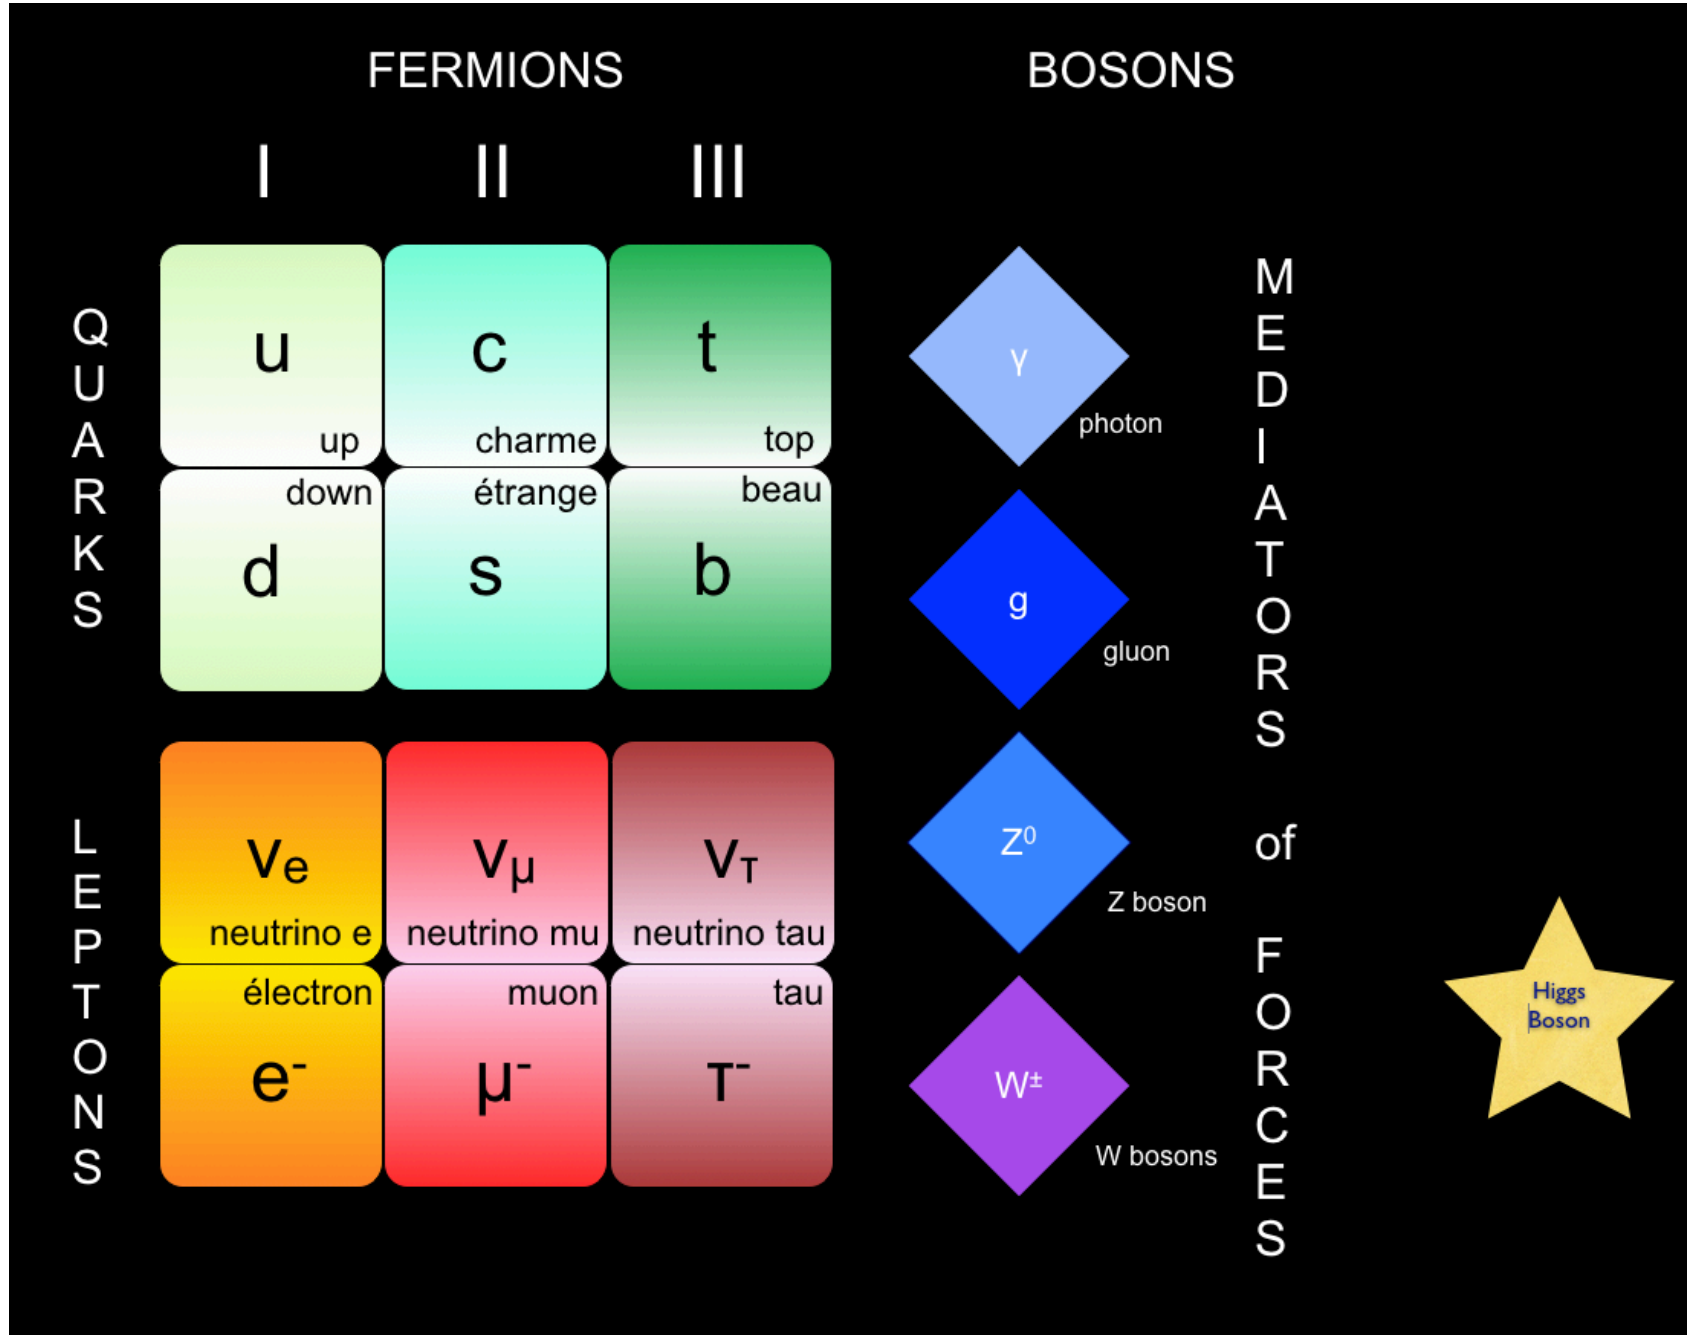 FERMIONS
BOSONS
I II III
QUARKS
u
up
c
charme
t
top
down
d
étrange
s
beau
b
LEPTONS
νe
neutrino e
νμ
neutrino mu
ντ
neutrino tau
électron
e-
muon
μ-
tau
τ-
γ
photon
g
gluon
Z⁰
Z boson
W±
W bosons
MEDIATORS
of
FORCES
Higgs
Boson